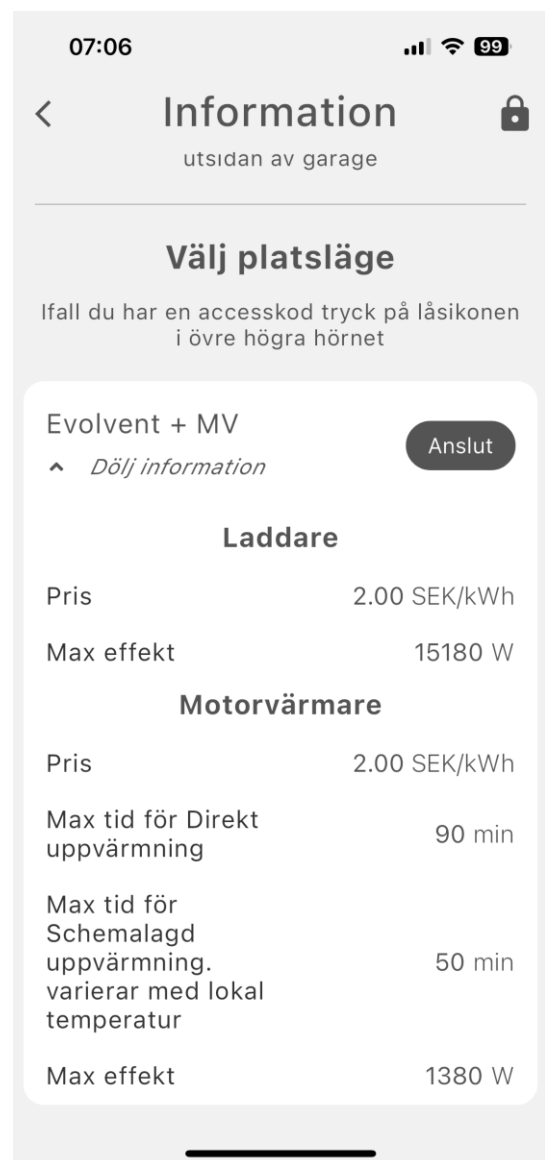 07:06
99
Information
utsidan av garage
Välj platsläge
Ifall du har en accesskod tryck på låsikonen
i övre högra hörnet
Evolvent + MV
Anslut
Dölj information
Laddare
Pris 2.00 SEK/kWh
Max effekt 15180 W
Motorvärmare
Pris 2.00 SEK/kWh
Max tid för Direkt
uppvärmning 90 min
Max tid för
Schemalagd
uppvärmning. 50 min
varierar med lokal
temperatur
Max effekt 1380 W